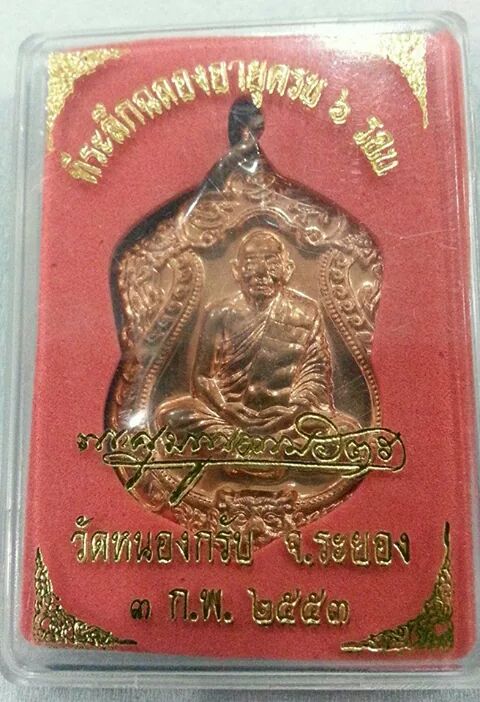 ที่ระลึกฉลองอายุครบ ๖ รอบ
วัดหนองกรับ จ.ระยอง
๓ ก.พ. ๒๕๕๓